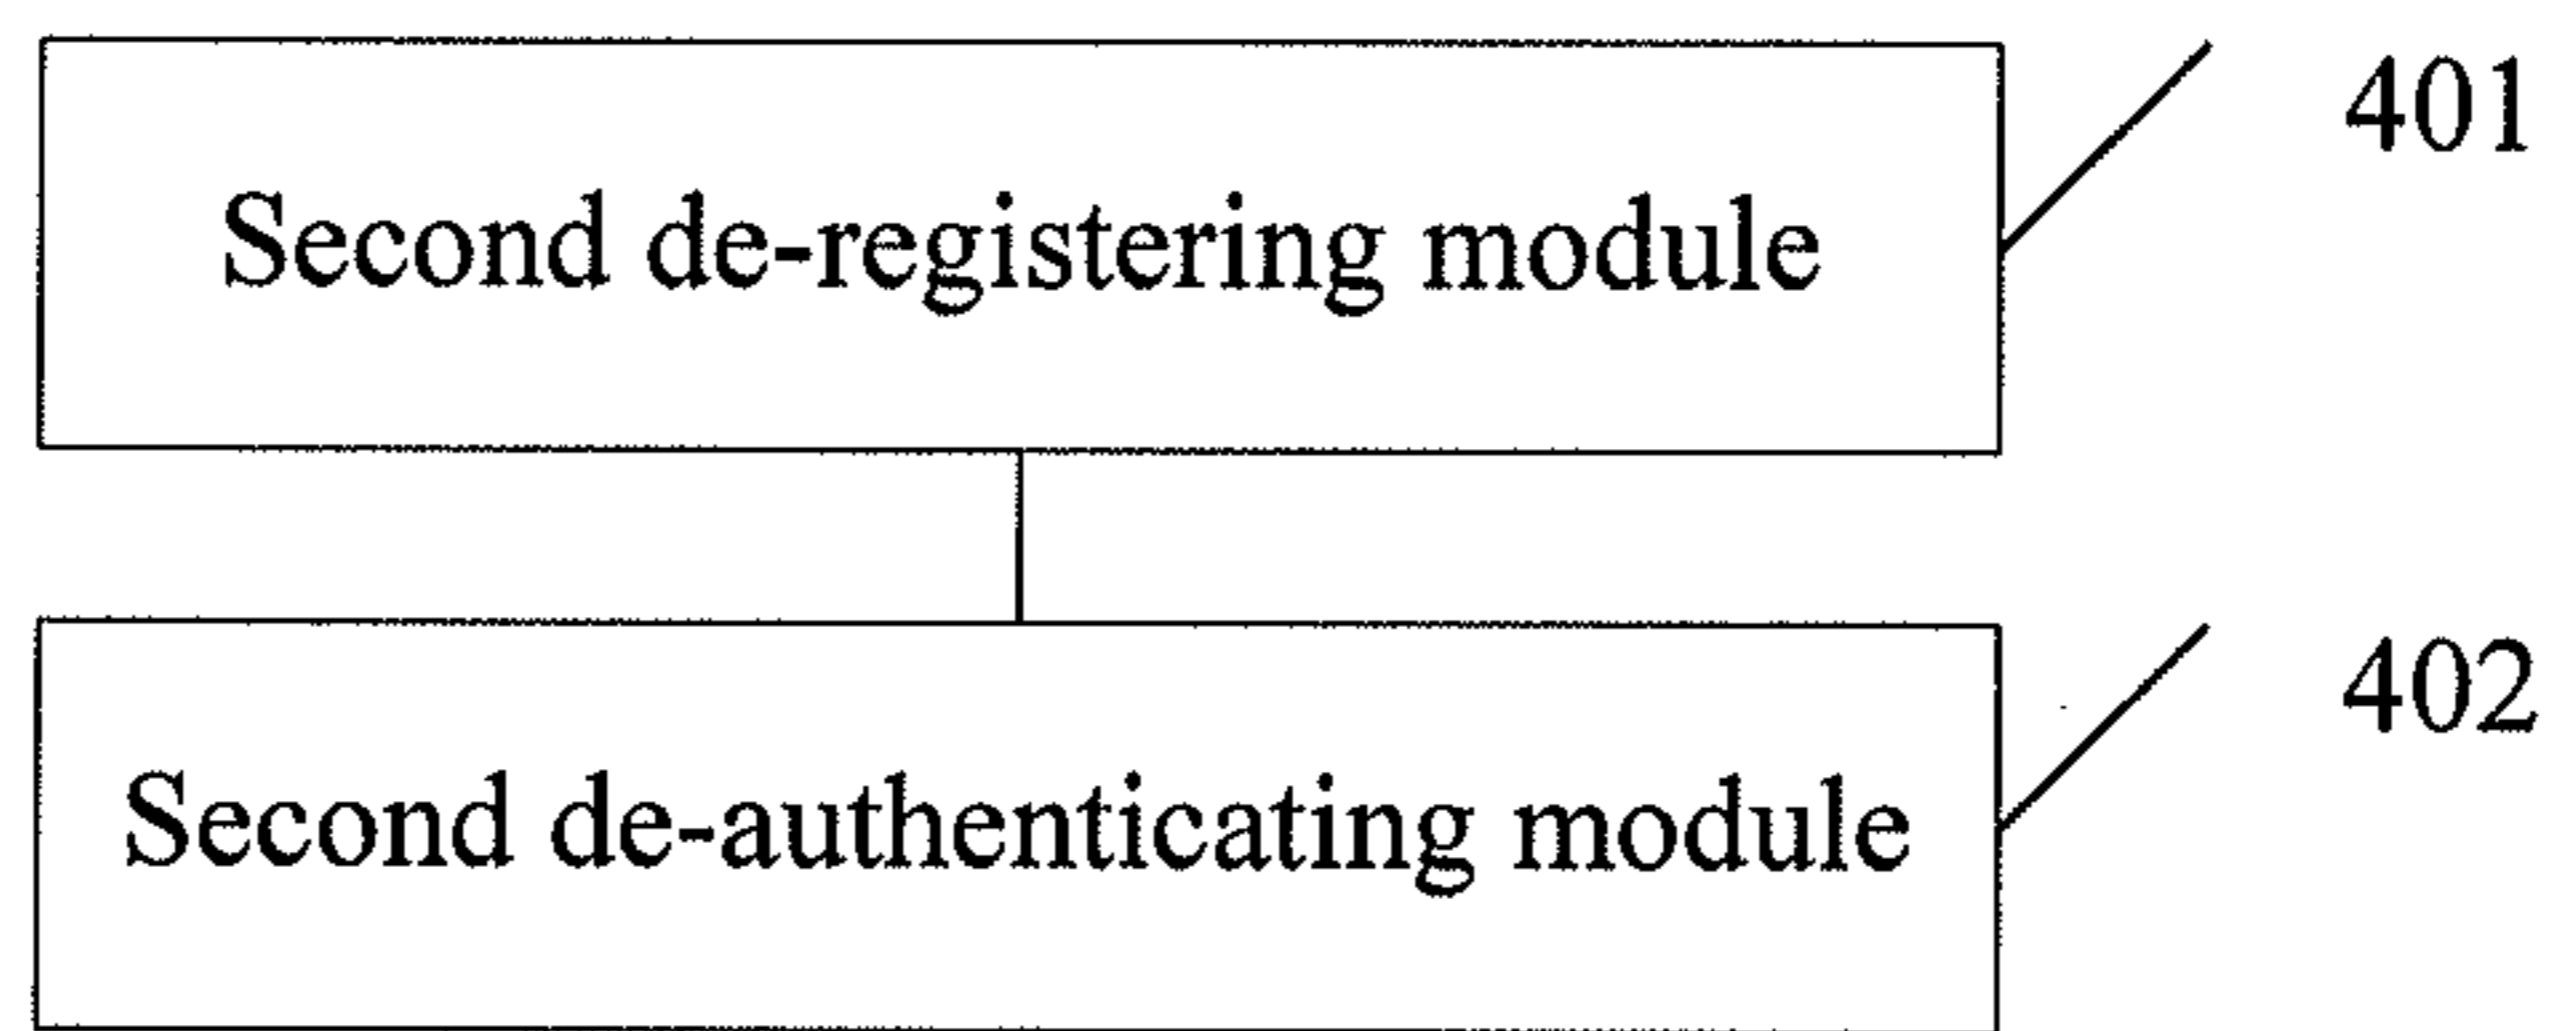 401
Second de-registering module
402
Second de-authenticating module